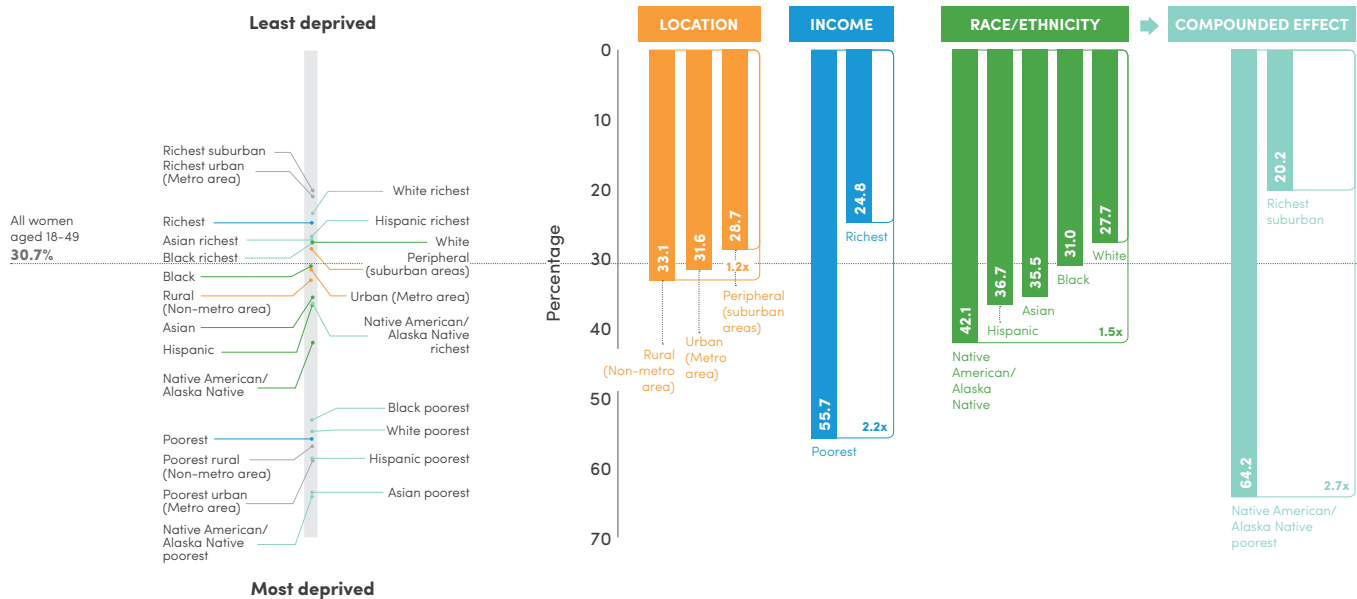 Least deprived
Richest suburban
Richest urban
(Metro area)
White richest
Richest
Hispanic richest
Asian richest
White
Black richest
Peripheral
(suburban areas)
All women
aged 18-49
30.7%
Black
Rural
(Non-metro area)
Urban (Metro area)
Asian
Native American/
Alaska Native
richest
Hispanic
Native American/
Alaska Native
Black poorest
White poorest
Poorest
Poorest rural
(Non-metro area)
Hispanic poorest
Poorest urban
(Metro area)
Asian poorest
Native American/
Alaska Native
poorest
Most deprived
Percentage
0
10
20
30
40
50
60
70
LOCATION
33.1
31.6
28.7
1.2x
Rural
(Non-metro
area)
Urban
(Metro
area)
Peripheral
(suburban
areas)
INCOME
55.7
24.8
Richest
2.2x
Poorest
RACE/ETHNICITY
42.1
36.7
35.5
31.0
27.7
White
Black
Asian
Hispanic
1.5x
Native
American/
Alaska
Native
COMPOUNDED EFFECT
64.2
20.2
Richest
suburban
2.7x
Native American/
Alaska Native
poorest